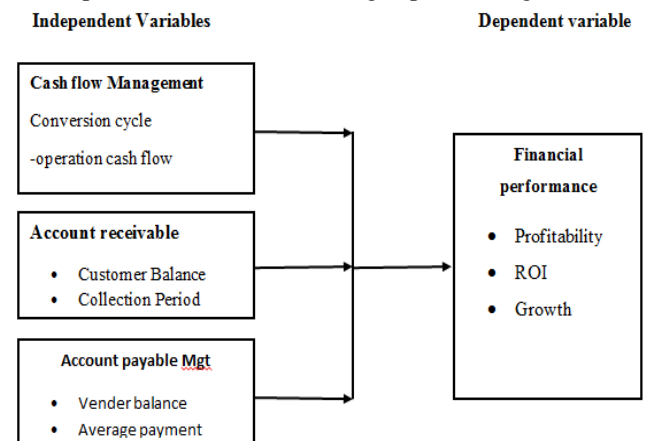 Independent Variables
Dependent variable
Cash flow Management
Conversion cycle
-operation cash flow
Account receivable
• Customer Balance
• Collection Period
Account payable Mgt
• Vender balance
• Average payment
Financial
performance
• Profitability
• ROI
• Growth